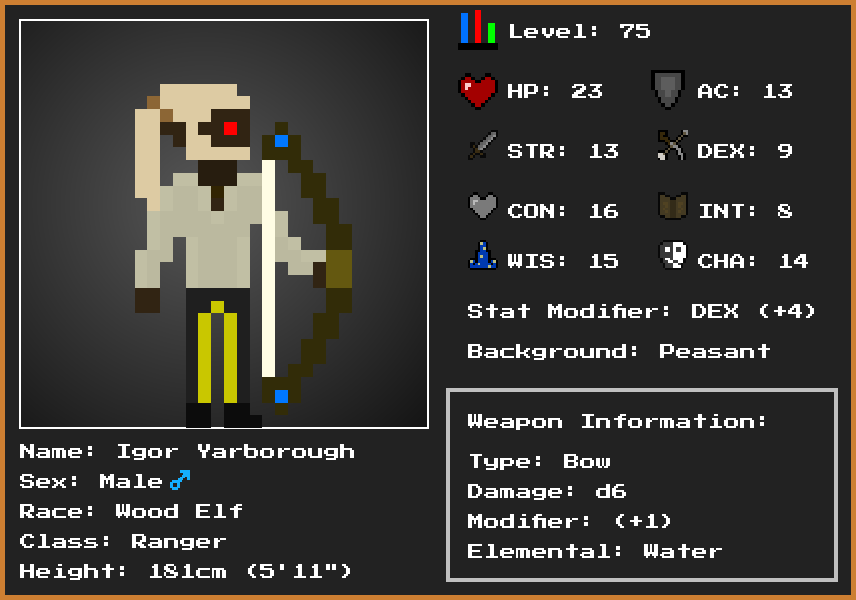 Level: 75
HP: 23
AC: 13
STR: 13
DEX: 9
CON: 16
INT: 8
WIS: 15
CHA: 14
Stat Modifier: DEX (+4)
Background: Peasant
Weapon Information:
Type: Bow
Damage: d6
Modifier: (+1)
Elemental: Water
Name: Igor Yarborough
Sex: Male♂
Race: Wood Elf
Class: Ranger
Height: 181cm (5'11")